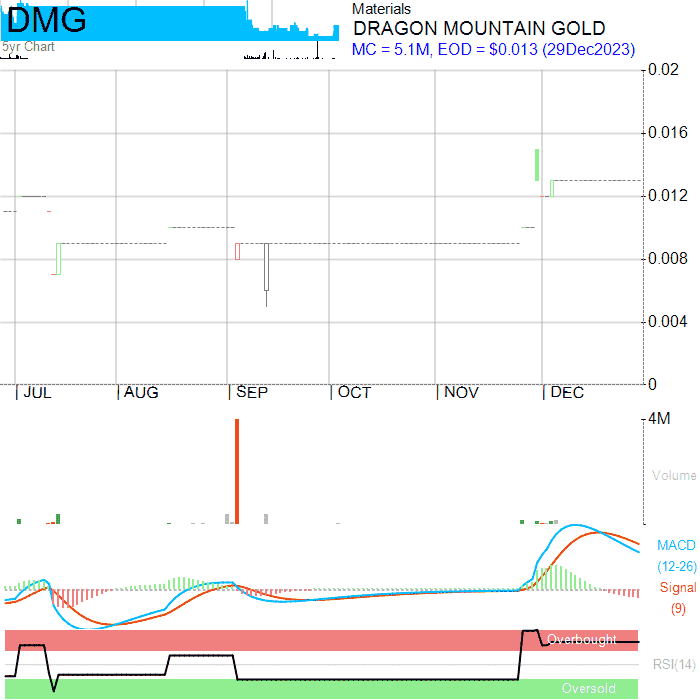 DMG
5yr Chart
Materials
DRAGON MOUNTAIN GOLD
MC = 5.1M, EOD = $0.013 (29Dec2023)
0.02
0.016
0.012
0.008
0.004
0
JUL
AUG
SEP
OCT
NOV
DEC
4M
Volume
MACD
(12-26)
Signal
(9)
Overbought
RSI(14)
Oversold